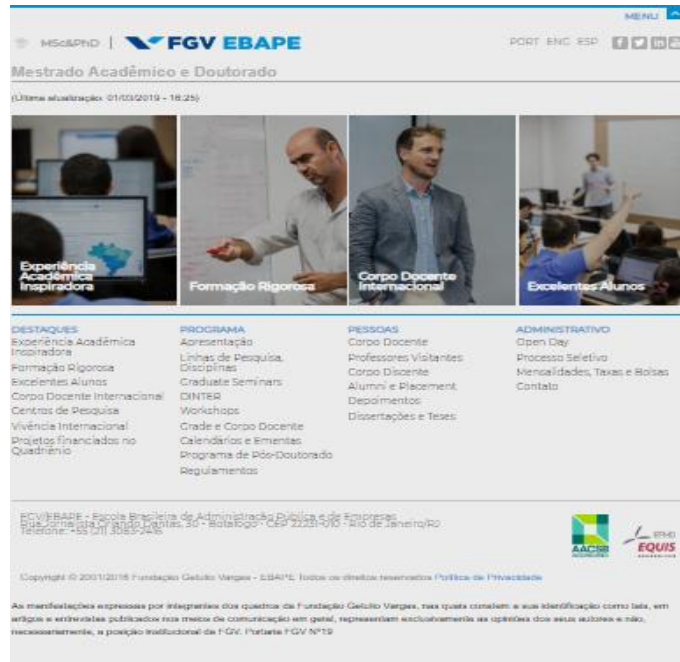 MENU
MSc&PhD | FGV EBAPE
PORT ENG ESP
Mestrado Acadêmico e Doutorado
(Última atualização: 01/03/2019 - 16:25)
Experiência
Acadêmica
Inspiradora
Formação Rigorosa
Corpo Docente
Internacional
Excelentes Alunos
DESTAQUES
Experiência Acadêmica
Inspiradora
Formação Rigorosa
Excelentes Alunos
Corpo Docente Internacional
Centros de Pesquisa
Vivência Internacional
Projetos financiados no
Quadriênio
PROGRAMA
Apresentação
Linhas de Pesquisa,
Disciplinas
Graduate Seminars
DINTER
Workshops
Grade e Corpo Docente
Calendários e Ementas
Programa de Pós-Doutorado
Regulamentos
PESSOAS
Corpo Docente
Professores Visitantes
Corpo Discente
Alumni e Placement
Depoimentos
Dissertações e Teses
ADMINISTRATIVO
Open Day
Processo Seletivo
Mensalidades, Taxas e Bolsas
Contato
FGV/EBAPE - Escola Brasileira de Administração Pública e de Empresas
Rua Jornalista Orlando Dantas, 30 - Botafogo - CEP 22231-010 - Rio de Janeiro/RJ
Telefone: +55 (21) 3083-2416
AACSB
ACCREDITED
EFMD
EQUIS
Copyright © 2001/2016 Fundação Getulio Vargas - EBAPE. Todos os direitos reservados Política de Privacidade
As manifestações expressas por integrantes dos quadros da Fundação Getulio Vargas, nas quais constem a sua identificação como tais, em
artigos e entrevistas publicados nos meios de comunicação em geral, representam exclusivamente as opiniões dos seus autores e não,
necessariamente, a posição institucional da FGV. Portaria FGV Nº19